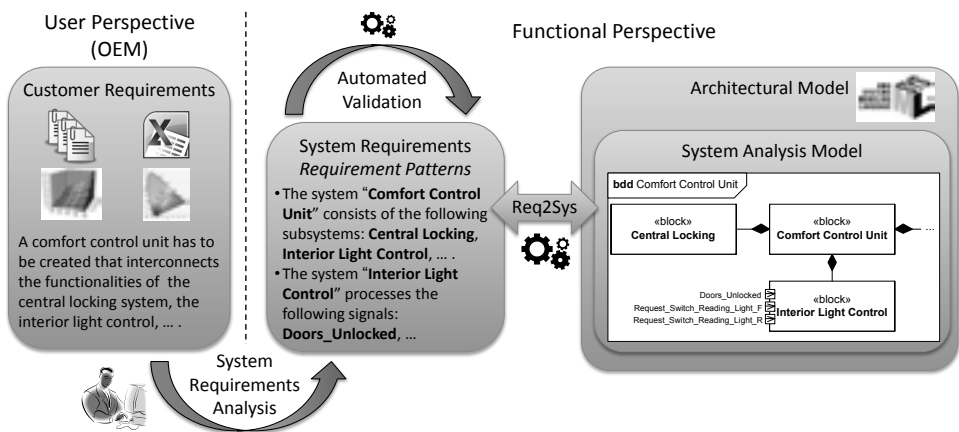 User Perspective
(OEM)
Functional Perspective
Customer Requirements
A comfort control unit has to
be created that interconnects
the functionalities of the
central locking system, the
interior light control, ... .
System
Requirements
Analysis
Automated
Validation
System Requirements
Requirement Patterns
•The system “Comfort Control
Unit” consists of the following
subsystems: Central Locking,
Interior Light Control, ... .
•The system “Interior Light
Control” processes the
following signals:
Doors_Unlocked, ...
Req2Sys
Architectural Model
System Analysis Model
bdd Comfort Control Unit
«block»
Central Locking
«block»
Comfort Control Unit
...
Doors_Unlocked
Request_Switch_Reading_Light_F
Request_Switch_Reading_Light_R
«block»
Interior Light Control